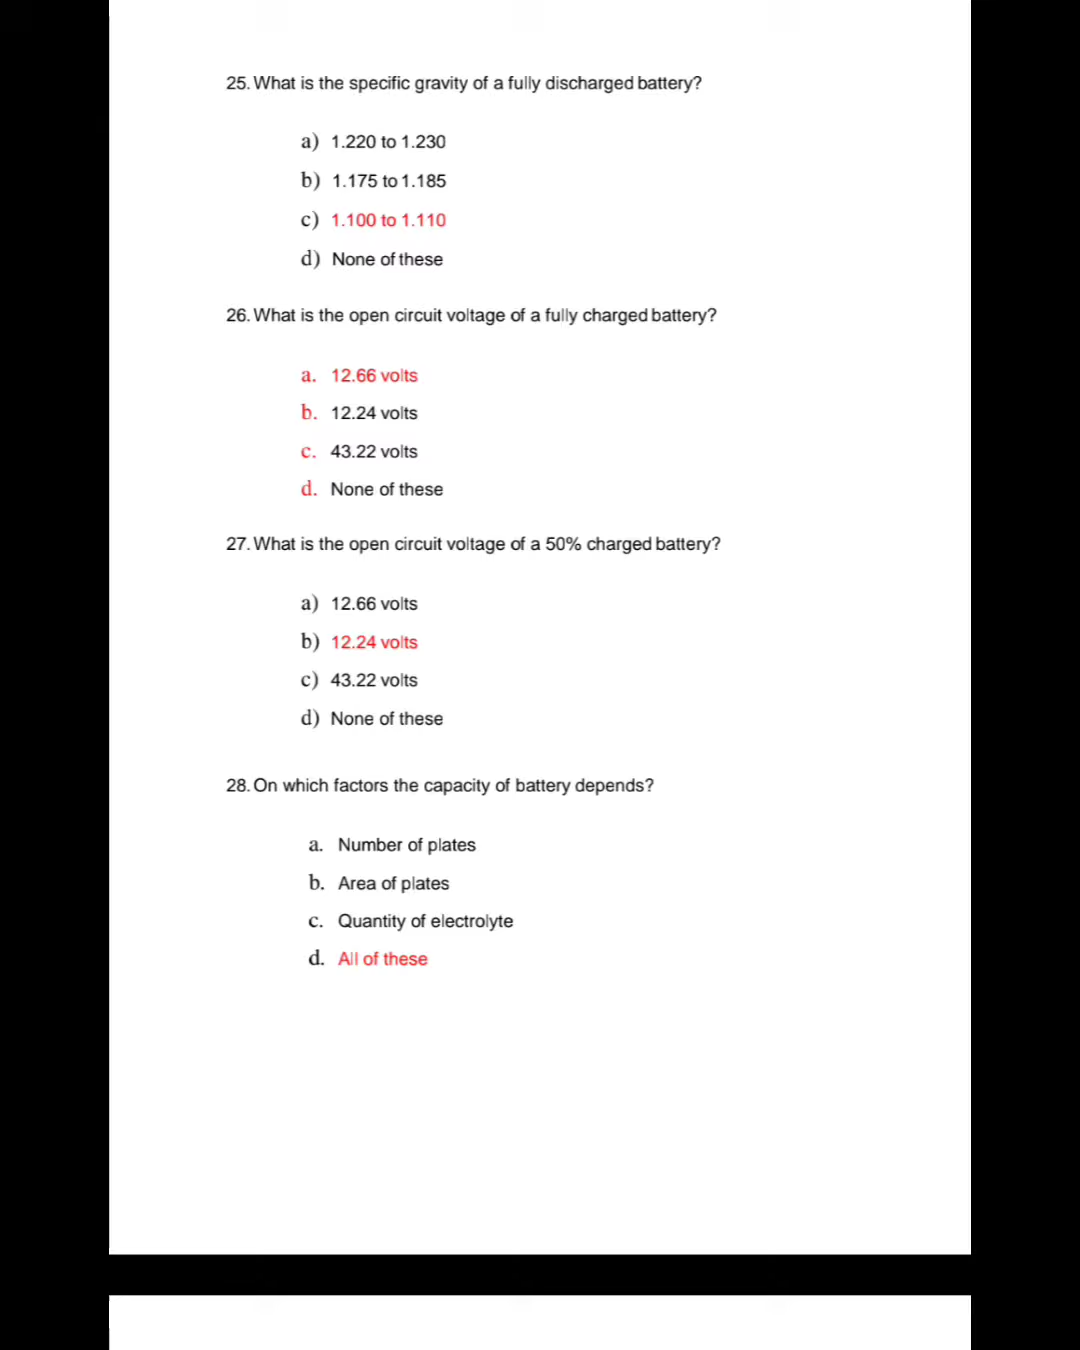 25. What is the specific gravity of a fully discharged battery?
a) 1.220 to 1.230
b) 1.175 to 1.185
c) 1.100 to 1.110
d) None of these
26. What is the open circuit voltage of a fully charged battery?
a. 12.66 volts
b. 12.24 volts
c. 43.22 volts
d. None of these
27. What is the open circuit voltage of a 50% charged battery?
a) 12.66 volts
b) 12.24 volts
c) 43.22 volts
d) None of these
28. On which factors the capacity of battery depends?
a. Number of plates
b. Area of plates
c. Quantity of electrolyte
d. All of these